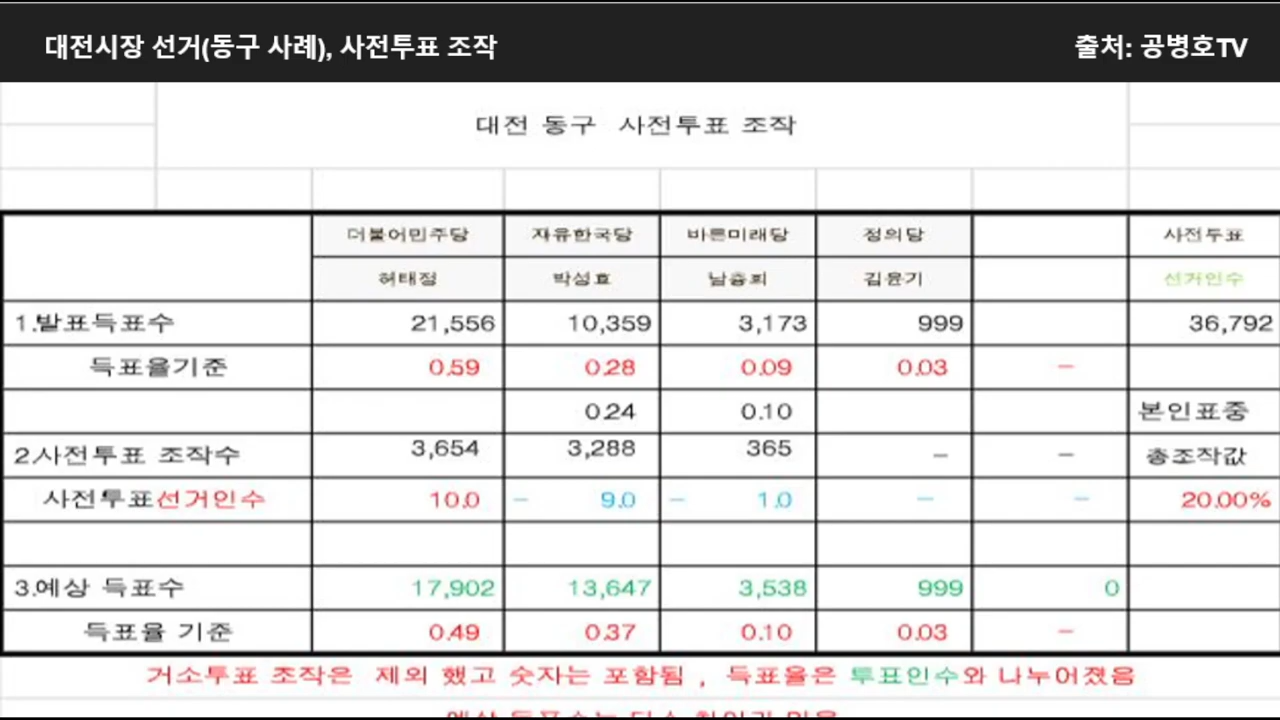 대전시장 선거(동구 사례), 사전투표 조작 출처: 공병호TV
대전 동구 사전투표 조작
더불어민주당 자유한국당 바른미래당 정의당 사전투표
허태정 박성효 남충희 김윤기 선거인수
1.발표득표수 21,556 10,359 3,173 999 36,792
득표율기준 0.59 0.28 0.09 0.03 −
0.24 0.10 본인표중
2.사전투표 조작수 3,654 3,288 365 − − 총조작값
사전투표선거인수 10.0 − 9.0 − 1.0 − − 20.00%
3.예상 득표수 17,902 13,647 3,538 999 0
득표율 기준 0.49 0.37 0.10 0.03 −
거소투표 조작은 제외 했고 숫자는 포함됨 , 득표율은 투표인수와 나누어졌음